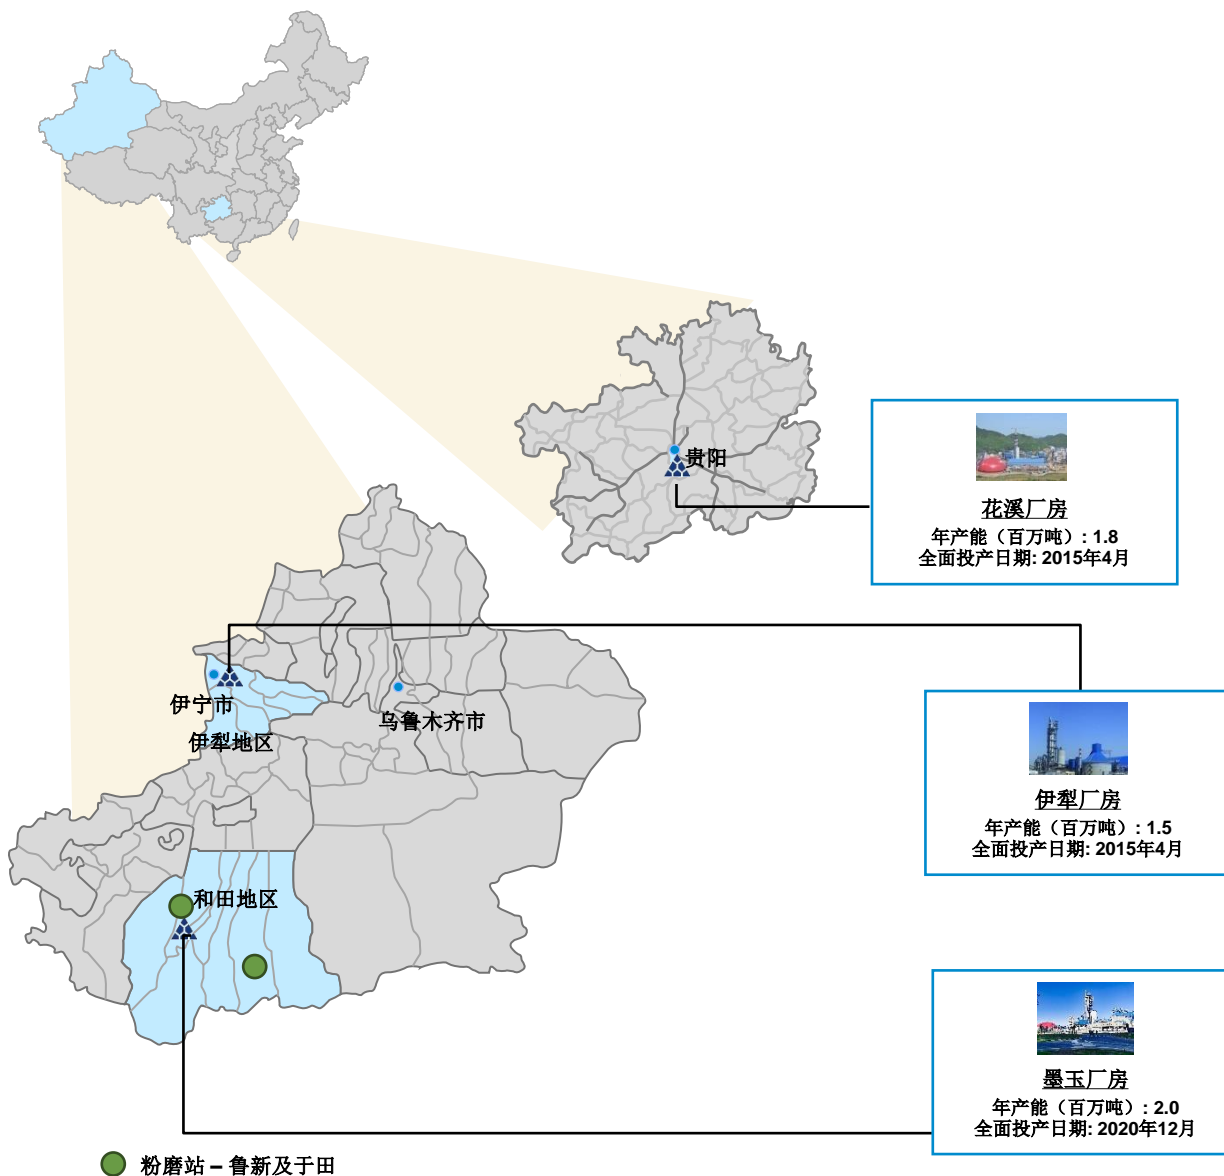 贵阳
花溪厂房
年产能（百万吨）: 1.8
全面投产日期: 2015年4月
伊宁市
乌鲁木齐市
伊犁地区
伊犁厂房
年产能（百万吨）: 1.5
全面投产日期: 2015年4月
和田地区
墨玉厂房
年产能（百万吨）: 2.0
全面投产日期: 2020年12月
粉磨站 – 鲁新及于田